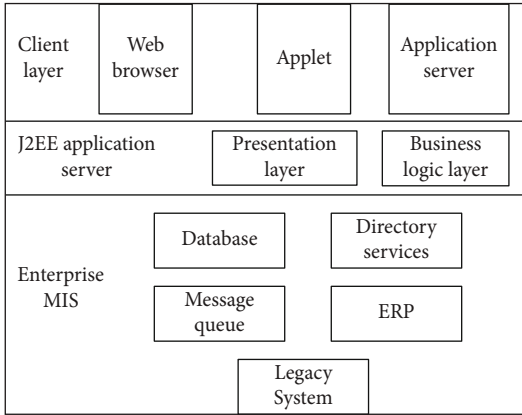 Client
layer
Web
browser
Applet
Application
server
J2EE application
server
Presentation
layer
Business
logic layer
Enterprise
MIS
Database
Directory
services
Message
queue
ERP
Legacy
System